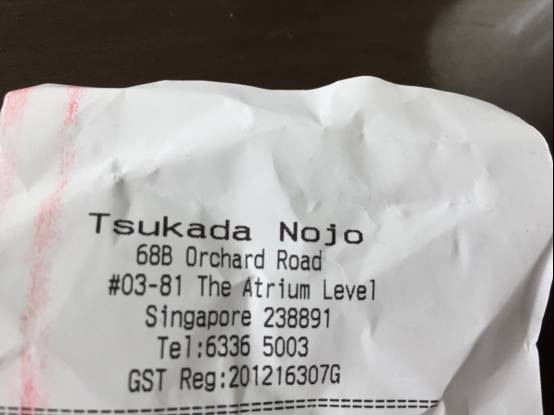 Tsukada Nojo
68B Orchard Road
#03-81 The Atrium Level
Singapore 238891
Tel:6336 5003
GST Reg:201216307G